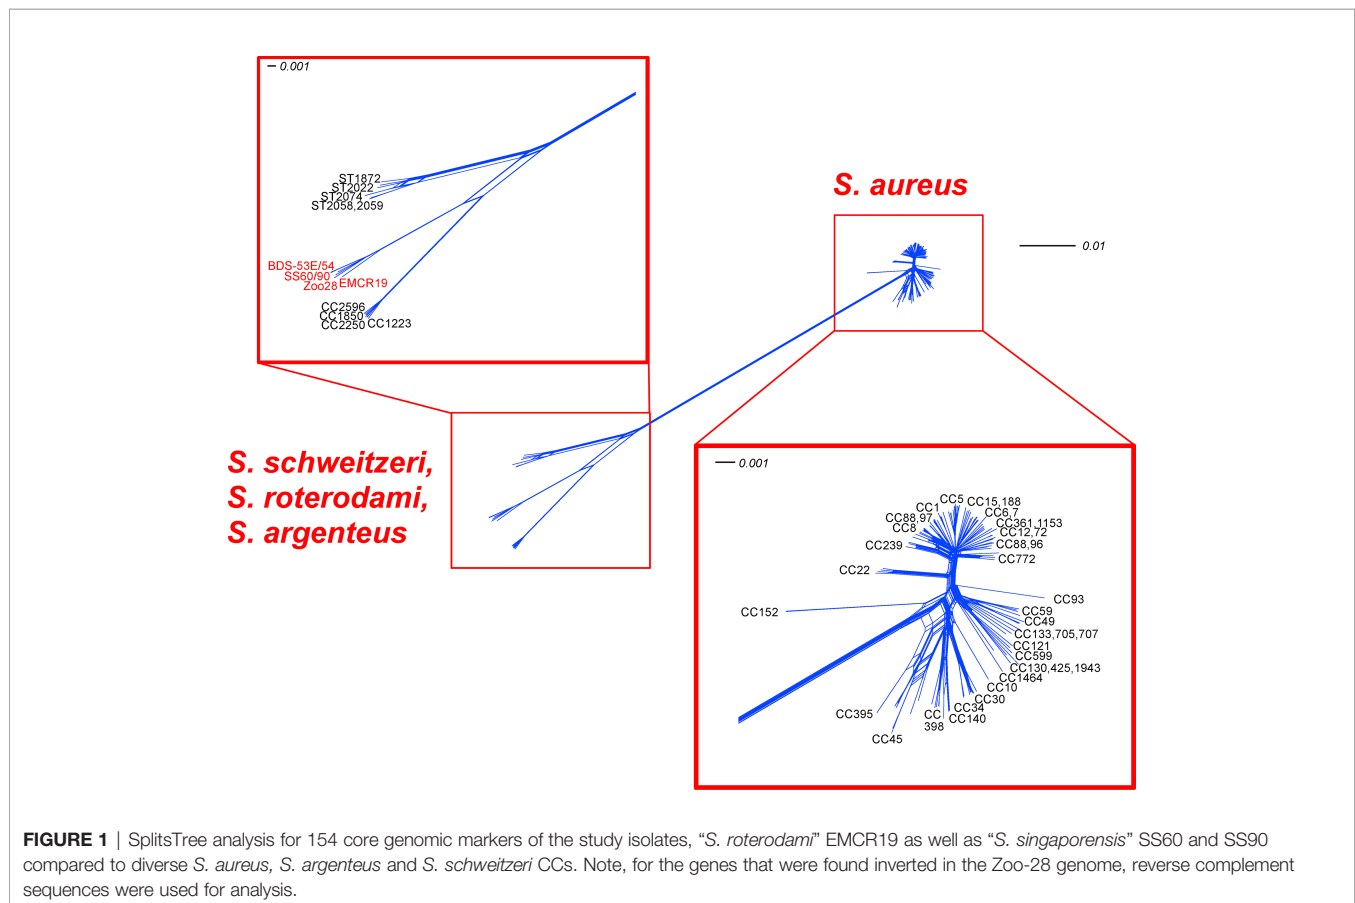 0.001
ST1872
ST2022
ST2074
ST2058,2059
BDS-53E/54
SS60/90
Zoo28
EMCR19
CC2596
CC1850
CC2250
CC1223
S. aureus
0.01
S. schweitzeri,
S. roterodami,
S. argenteus
0.001
CC5
CC15,188
CC1
CC6,7
CC88,97
CC361,1153
CC8
CC12,72
CC239
CC88,96
CC772
CC22
CC93
CC152
CC59
CC49
CC133,705,707
CC121
CC599
CC130,425,1943
CC1464
CC10
CC30
CC34
CC140
CC
398
CC395
CC45
FIGURE 1 | SplitsTree analysis for 154 core genomic markers of the study isolates, “S. roterodami” EMCR19 as well as “S. singaporensis” SS60 and SS90
compared to diverse S. aureus, S. argenteus and S. schweitzeri CCs. Note, for the genes that were found inverted in the Zoo-28 genome, reverse complement
sequences were used for analysis.